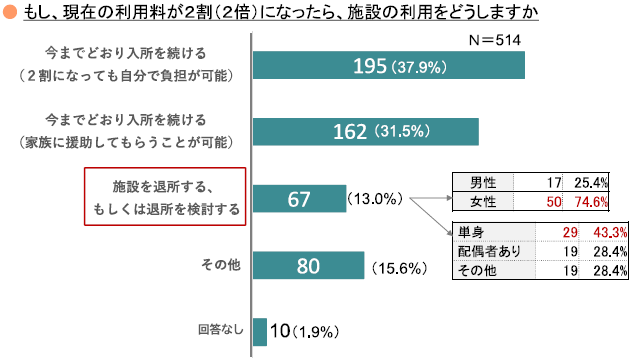 ● もし、現在の利用料が2割(2倍)になったら、施設の利用をどうしますか
N=514
今までどおり入所を続ける
(2割になっても自分で負担が可能)
195 (37.9%)
今までどおり入所を続ける
(家族に援助してもらうことが可能)
162 (31.5%)
施設を退所する、
もしくは退所を検討する
67 (13.0%)
男性 17 25.4%
女性 50 74.6%
単身 29 43.3%
配偶者あり 19 28.4%
その他 19 28.4%
その他
80 (15.6%)
回答なし
10 (1.9%)